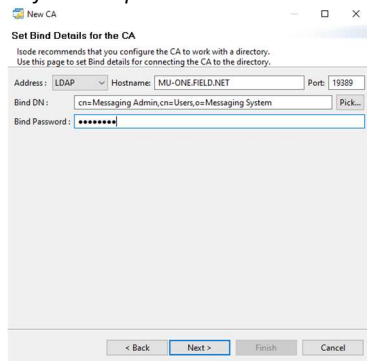 New CA
Set Bind Details for the CA
Isode recommends that you configure the CA to work with a directory.
Use this page to set Bind details for connecting the CA to the directory.
Address : LDAP Hostname: MU-ONE.FIELD.NET Port: 19389
Bind DN : cn=Messaging Admin,cn=Users,o=Messaging System Pick...
Bind Password : ●●●●●●●●
< Back Next > Finish Cancel